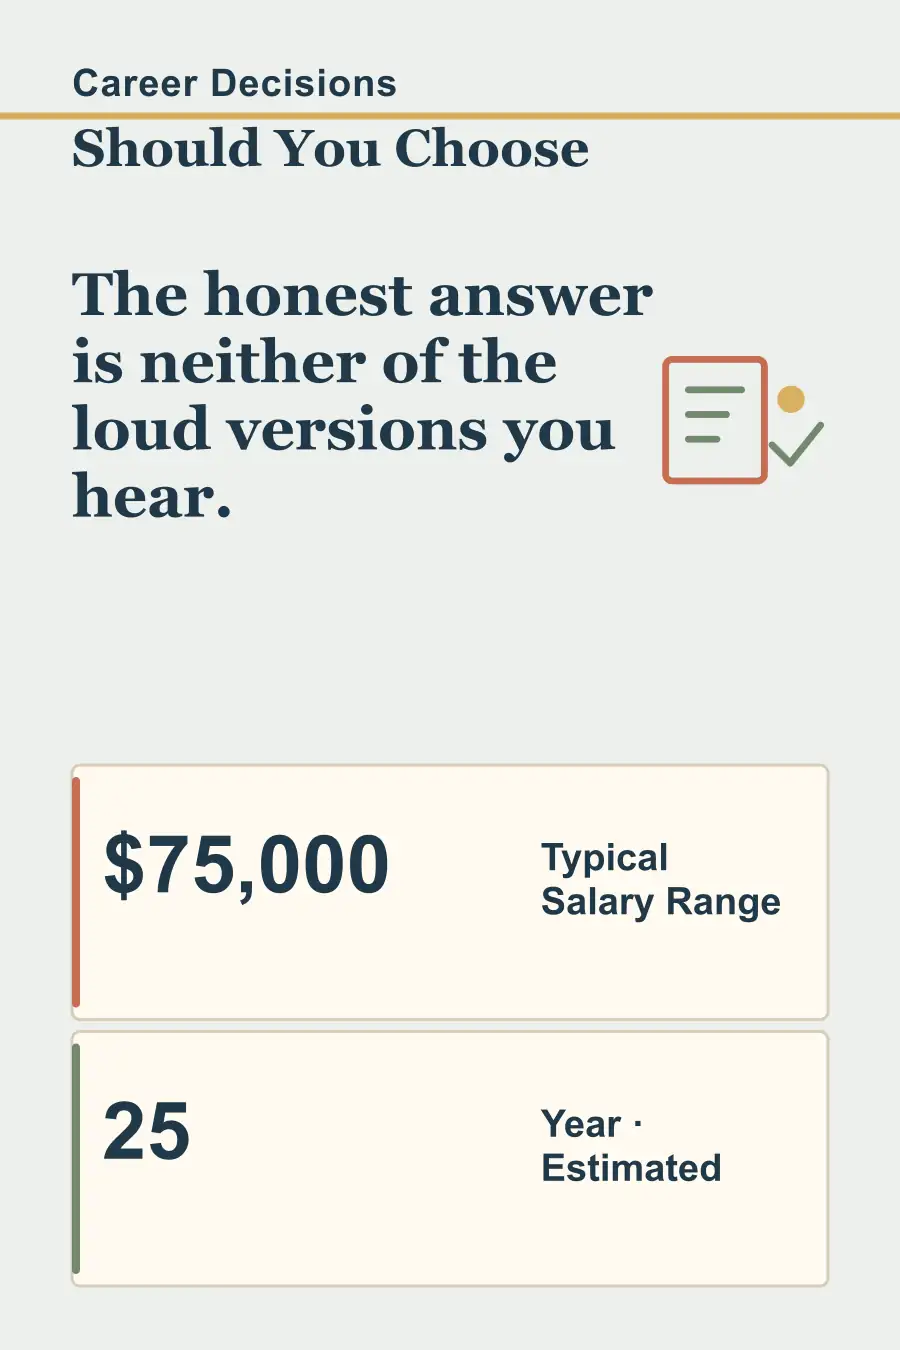 Career Decisions
Should You Choose
The honest answer
is neither of the
loud versions you
hear.
$75,000
Typical
Salary Range
25
Year ·
Estimated